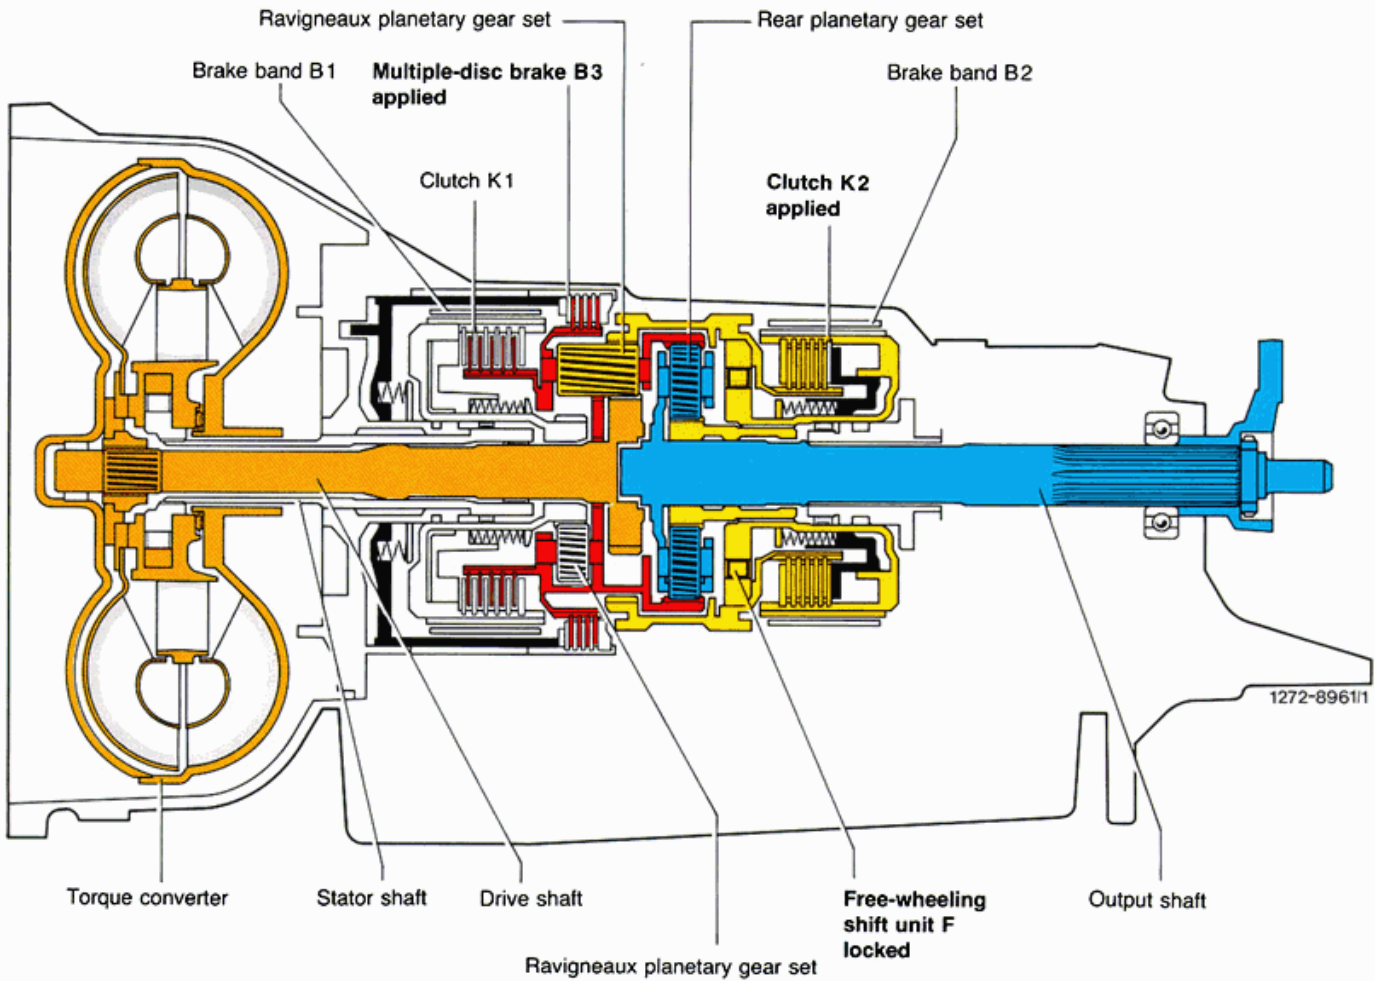 Ravigneaux planetary gear set
Rear planetary gear set
Brake band B1
Multiple-disc brake B3
applied
Brake band B2
Clutch K1
Clutch K2
applied
1272-8961/1
Torque converter
Stator shaft
Drive shaft
Free-wheeling
shift unit F
locked
Output shaft
Ravigneaux planetary gear set